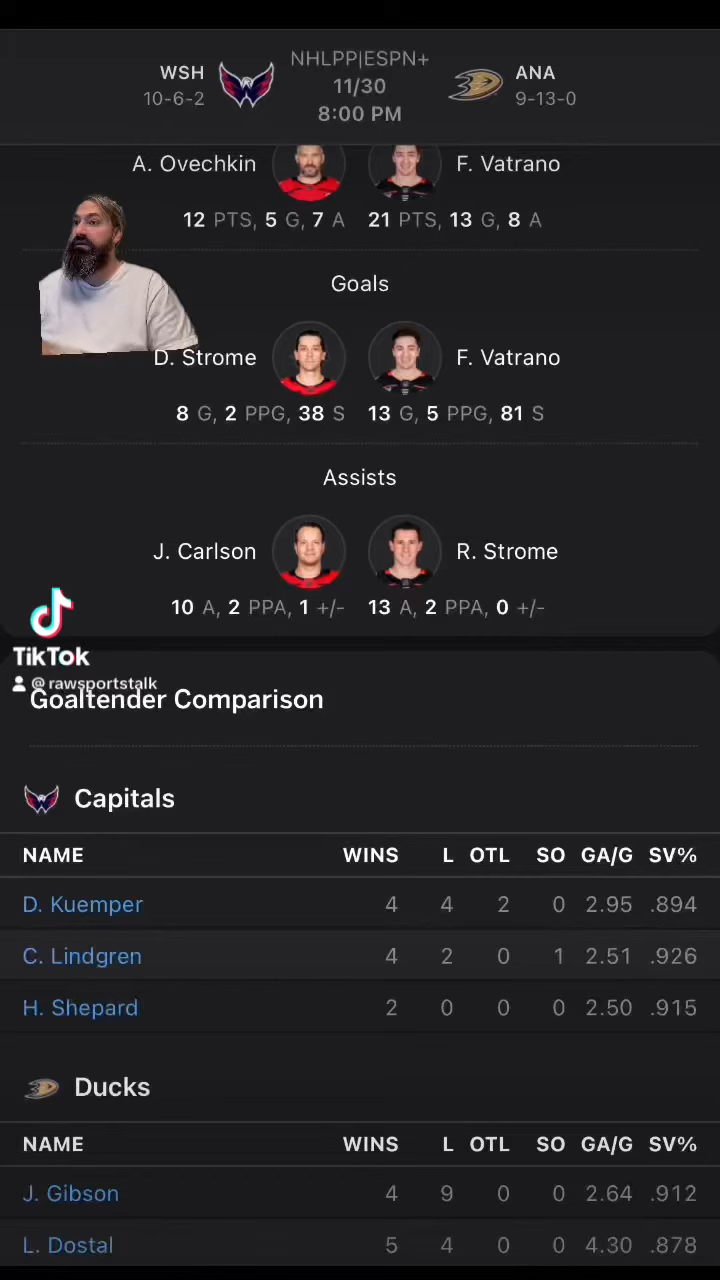 WSH
10-6-2
NHLPP|ESPN+
11/30
8:00 PM
ANA
9-13-0
A. Ovechkin
F. Vatrano
12 PTS, 5 G, 7 A
21 PTS, 13 G, 8 A
Goals
D. Strome
F. Vatrano
8 G, 2 PPG, 38 S
13 G, 5 PPG, 81 S
Assists
J. Carlson
R. Strome
10 A, 2 PPA, 1 +/-
13 A, 2 PPA, 0 +/-
TikTok
@rawsportstalk
Goaltender Comparison
Capitals
NAME WINS L OTL SO GA/G SV%
D. Kuemper 4 4 2 0 2.95 .894
C. Lindgren 4 2 0 1 2.51 .926
H. Shepard 2 0 0 0 2.50 .915
Ducks
NAME WINS L OTL SO GA/G SV%
J. Gibson 4 9 0 0 2.64 .912
L. Dostal 5 4 0 0 4.30 .878